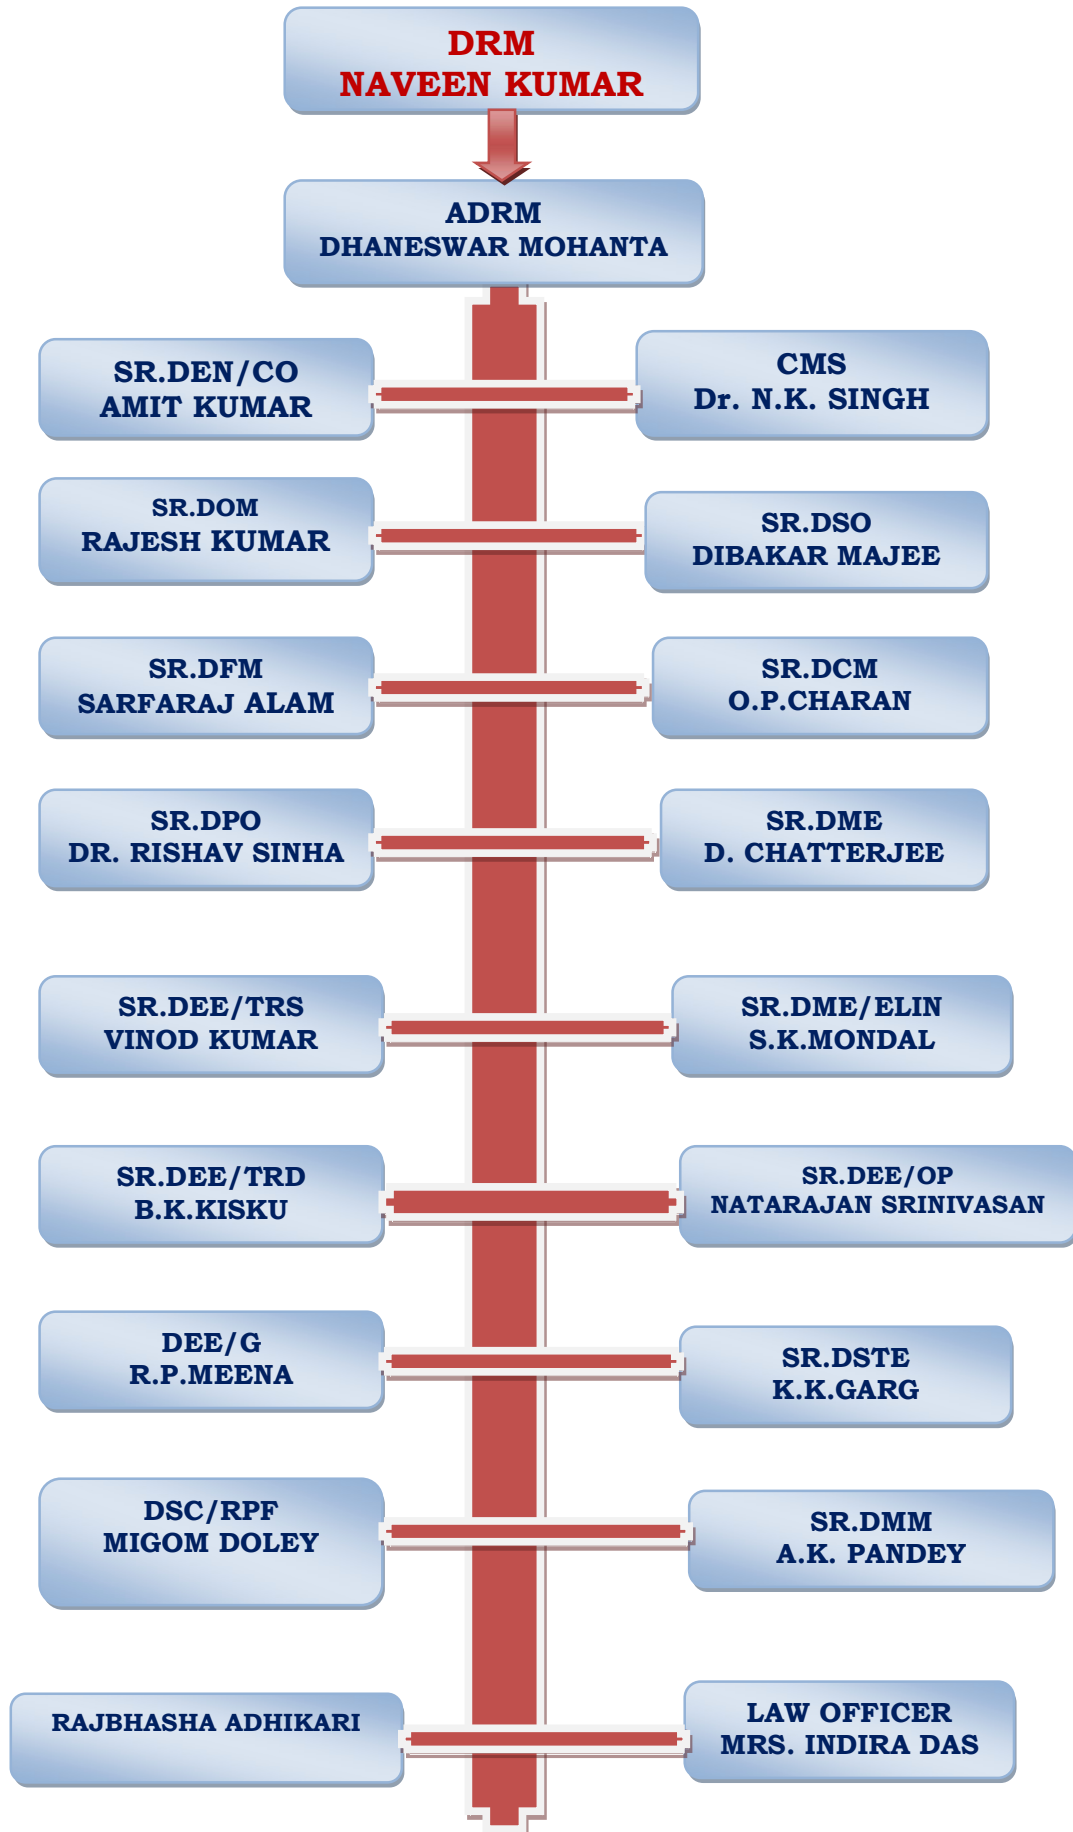 DRM
NAVEEN KUMAR
ADRM
DHANESWAR MOHANTA
SR.DEN/CO
AMIT KUMAR
CMS
Dr. N.K. SINGH
SR.DOM
RAJESH KUMAR
SR.DSO
DIBAKAR MAJEE
SR.DFM
SARFARAJ ALAM
SR.DCM
O.P.CHARAN
SR.DPO
DR. RISHAV SINHA
SR.DME
D. CHATTERJEE
SR.DEE/TRS
VINOD KUMAR
SR.DME/ELIN
S.K.MONDAL
SR.DEE/TRD
B.K.KISKU
SR.DEE/OP
NATARAJAN SRINIVASAN
DEE/G
R.P.MEENA
SR.DSTE
K.K.GARG
DSC/RPF
MIGOM DOLEY
SR.DMM
A.K. PANDEY
RAJBHASHA ADHIKARI
LAW OFFICER
MRS. INDIRA DAS